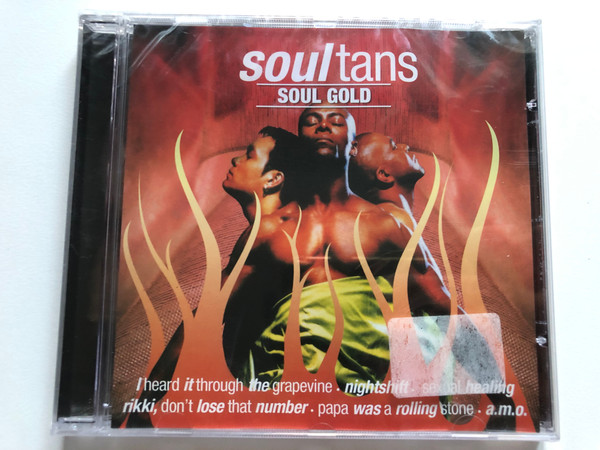 soultans
SOUL GOLD
I heard it through the grapevine · nightshift · sexual healing
rikki, don't lose that number · papa was a rolling stone · a.m.o.